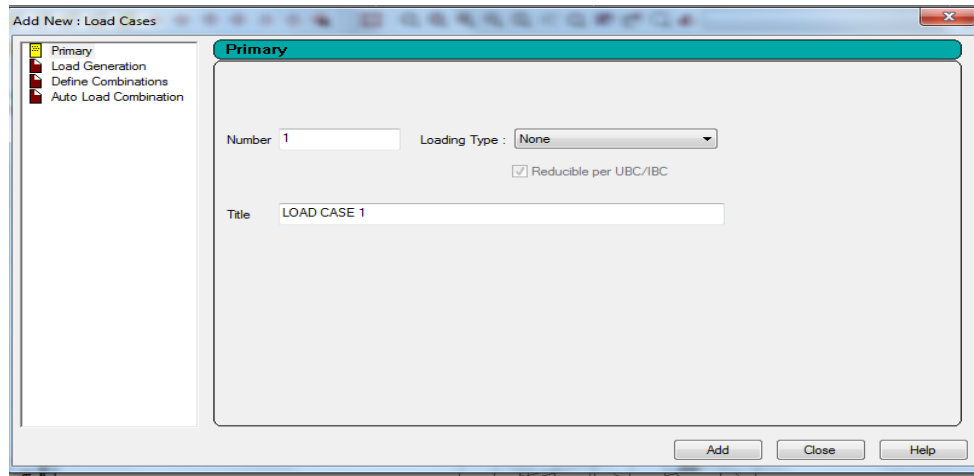 Add New : Load Cases
Primary
Load Generation
Define Combinations
Auto Load Combination
Primary
Number 1 Loading Type : None
Reducible per UBC/IBC
Title LOAD CASE 1
Add Close Help